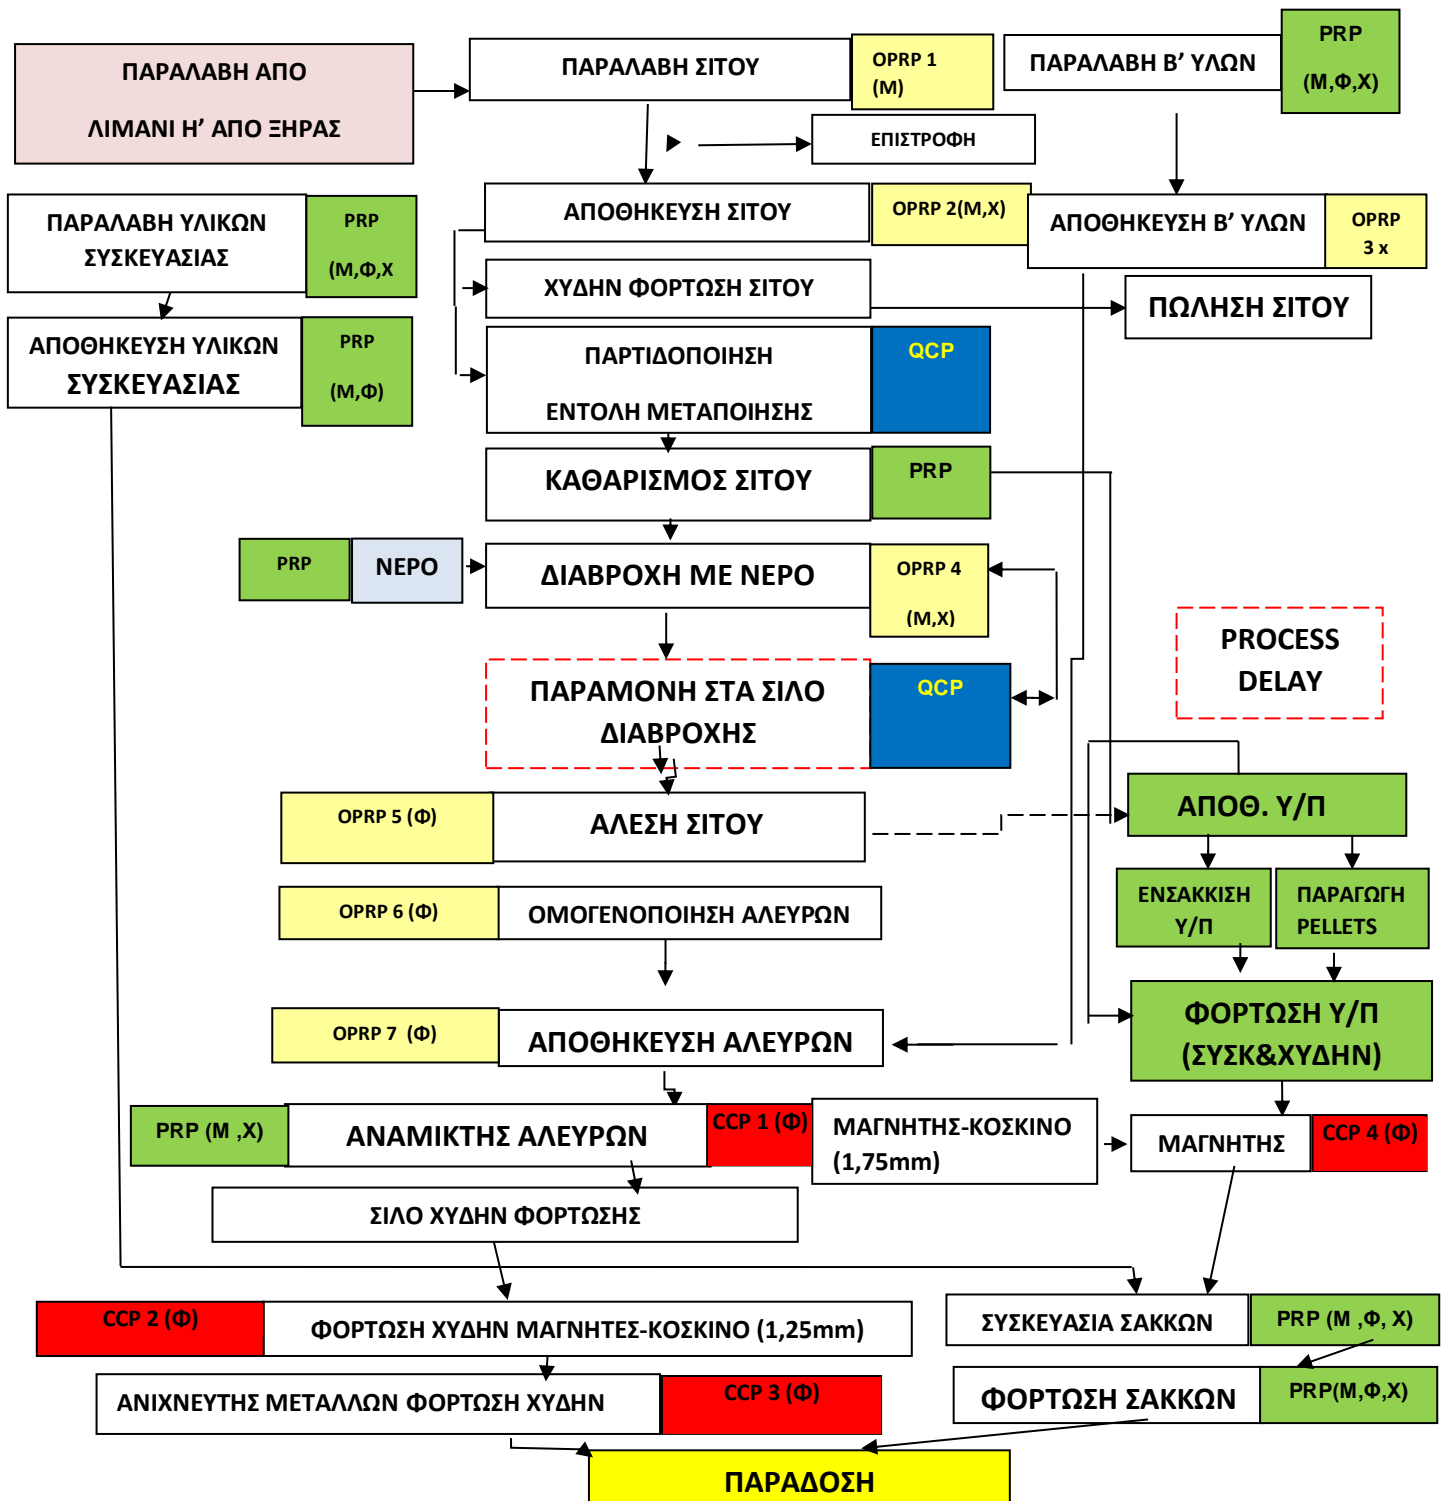 ΠΑΡΑΛΑΒΗ ΑΠΟ
ΛΙΜΑΝΙ Η’ ΑΠΟ ΞΗΡΑΣ
ΠΑΡΑΛΑΒΗ ΣΙΤΟΥ
OPRP 1
(Μ)
ΠΑΡΑΛΑΒΗ Β’ ΥΛΩΝ
PRP
(Μ,Φ,Χ)
ΕΠΙΣΤΡΟΦΗ
ΠΑΡΑΛΑΒΗ ΥΛΙΚΩΝ
ΣΥΣΚΕΥΑΣΙΑΣ
PRP
(Μ,Φ,Χ
ΑΠΟΘΗΚΕΥΣΗ ΣΙΤΟΥ
OPRP 2(Μ,Χ)
ΑΠΟΘΗΚΕΥΣΗ Β’ ΥΛΩΝ
OPRP
3 x
ΧΥΔΗΝ ΦΟΡΤΩΣΗ ΣΙΤΟΥ
ΠΩΛΗΣΗ ΣΙΤΟΥ
ΑΠΟΘΗΚΕΥΣΗ ΥΛΙΚΩΝ
ΣΥΣΚΕΥΑΣΙΑΣ
PRP
(Μ,Φ)
ΠΑΡΤΙΔΟΠΟΙΗΣΗ
ΕΝΤΟΛΗ ΜΕΤΑΠΟΙΗΣΗΣ
QCP
ΚΑΘΑΡΙΣΜΟΣ ΣΙΤΟΥ
PRP
PRP
ΝΕΡΟ
ΔΙΑΒΡΟΧΗ ΜΕ ΝΕΡΟ
OPRP 4
(Μ,Χ)
PROCESS
DELAY
ΠΑΡΑΜΟΝΗ ΣΤΑ ΣΙΛΟ
ΔΙΑΒΡΟΧΗΣ
QCP
OPRP 5 (Φ)
ΑΛΕΣΗ ΣΙΤΟΥ
ΑΠΟΘ. Υ/Π
OPRP 6 (Φ)
ΟΜΟΓΕΝΟΠΟΙΗΣΗ ΑΛΕΥΡΩΝ
ΕΝΣΑΚΚΙΣΗ
Υ/Π
ΠΑΡΑΓΩΓΗ
PELLETS
OPRP 7 (Φ)
ΑΠΟΘΗΚΕΥΣΗ ΑΛΕΥΡΩΝ
ΦΟΡΤΩΣΗ Υ/Π
(ΣΥΣΚ&ΧΥΔΗΝ)
PRP (Μ ,Χ)
ΑΝΑΜΙΚΤΗΣ ΑΛΕΥΡΩΝ
CCP 1 (Φ)
ΜΑΓΝΗΤΗΣ-ΚΟΣΚΙΝΟ
(1,75mm)
ΜΑΓΝΗΤΗΣ
CCP 4 (Φ)
ΣΙΛΟ ΧΥΔΗΝ ΦΟΡΤΩΣΗΣ
CCP 2 (Φ)
ΦΟΡΤΩΣΗ ΧΥΔΗΝ ΜΑΓΝΗΤΕΣ-ΚΟΣΚΙΝΟ (1,25mm)
ΣΥΣΚΕΥΑΣΙΑ ΣΑΚΚΩΝ
PRP (Μ ,Φ, Χ)
ΑΝΙΧΝΕΥΤΗΣ ΜΕΤΑΛΛΩΝ ΦΟΡΤΩΣΗ ΧΥΔΗΝ
CCP 3 (Φ)
ΦΟΡΤΩΣΗ ΣΑΚΚΩΝ
PRP(Μ,Φ,Χ)
ΠΑΡΑΔΟΣΗ